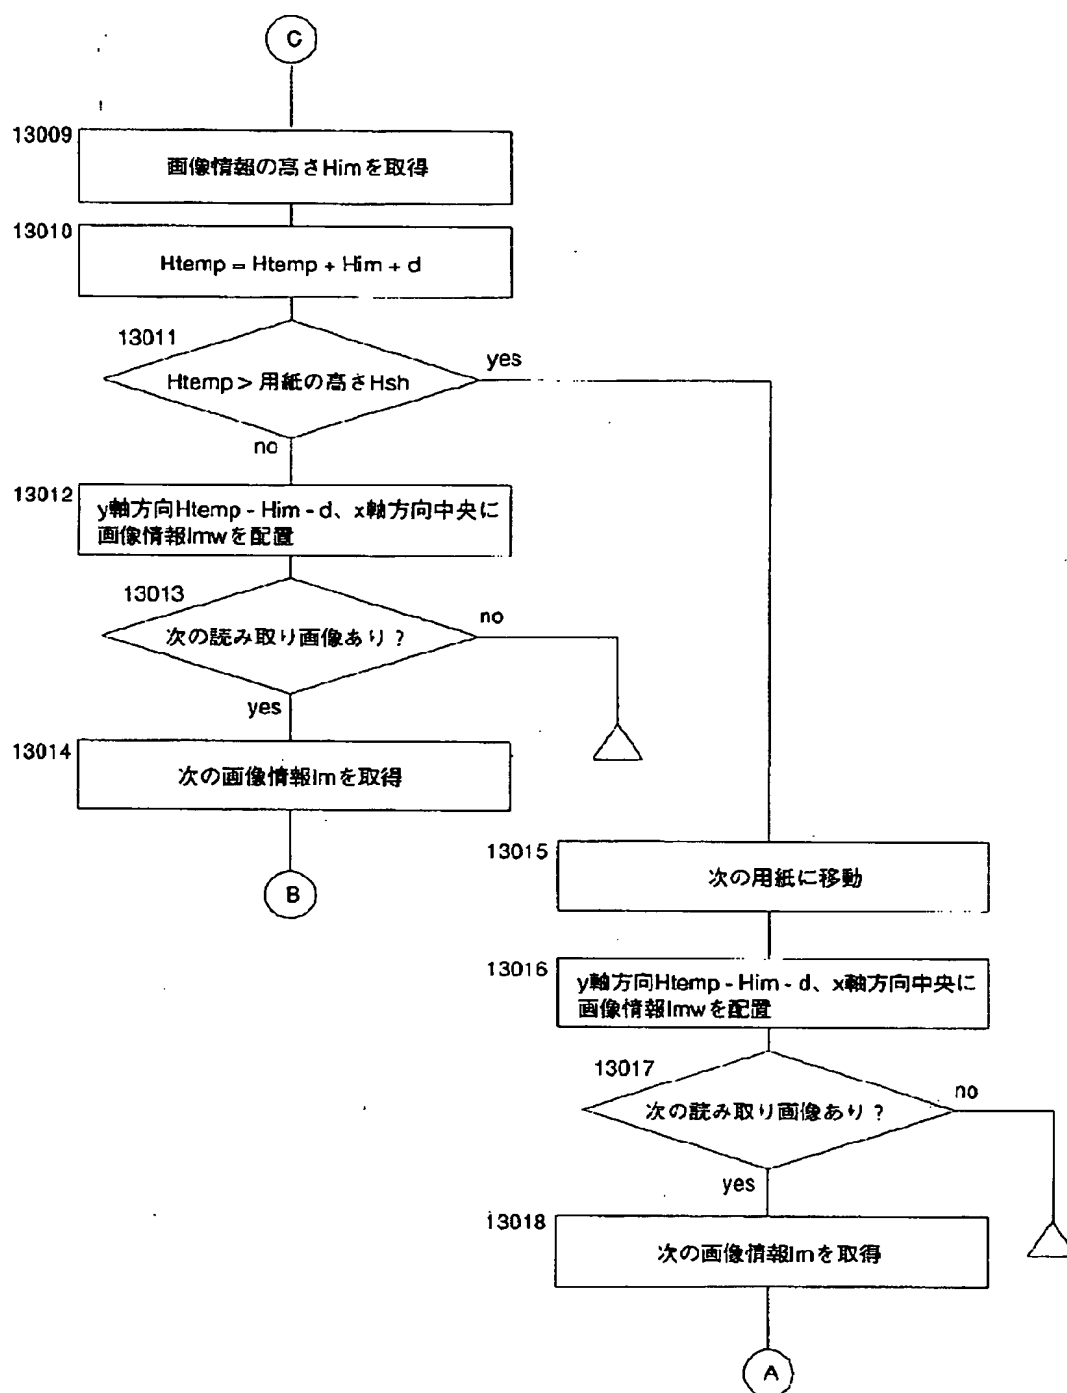 C
13009
画像情報の高さHimを取得
13010
Htemp = Htemp + Him + d
13011
Htemp > 用紙の高さHsh
yes
no
13012
y軸方向Htemp - Him - d、x軸方向中央に
画像情報Imwを配置
13013
次の読み取り画像あり？
no
yes
13014
次の画像情報Imを取得
B
13015
次の用紙に移動
13016
y軸方向Htemp - Him - d、x軸方向中央に
画像情報Imwを配置
13017
次の読み取り画像あり？
no
yes
13018
次の画像情報Imを取得
A